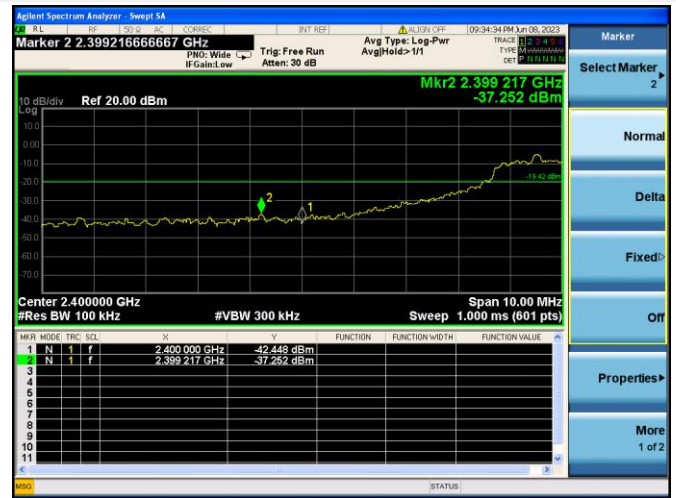 Agilent Spectrum Analyzer - Swept SA
RL RF 50 Ω AC CORREC INT REF ALIGN OFF 09:34:34 PM Jun 08, 2023
Marker 2 2.399216666667 GHz
PNO: Wide
IFGain:Low
Trig: Free Run
Atten: 30 dB
Avg Type: Log-Pwr
Avg|Hold>1/1
TRACE 1 2 3 4 5 6
TYPE M
DET P N N N N N
Mkr2 2.399 217 GHz
-37.252 dBm
10 dB/div Ref 20.00 dBm
Log
10.0
0.00
-10.0
-19.42 dBm
-20.0
-30.0
2
1
-40.0
-50.0
-60.0
-70.0
Center 2.400000 GHz Span 10.00 MHz
#Res BW 100 kHz #VBW 300 kHz Sweep 1.000 ms (601 pts)
MKR MODE TRC SCL X Y FUNCTION FUNCTION WIDTH FUNCTION VALUE
1 N 1 f 2.400 000 GHz -42.448 dBm
2 N 1 f 2.399 217 GHz -37.252 dBm
3
4
5
6
7
8
9
10
11
MSG STATUS
Marker
Select Marker
2
Normal
Delta
Fixed
Off
Properties
More
1 of 2